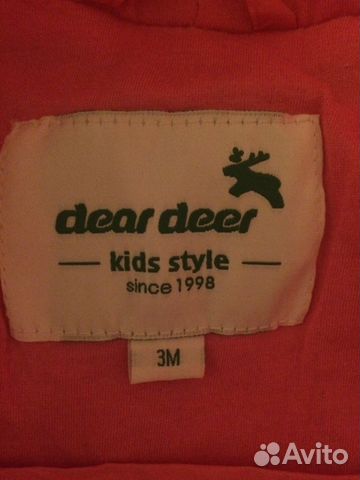 dear deer
kids style
since 1998
3M
Avito